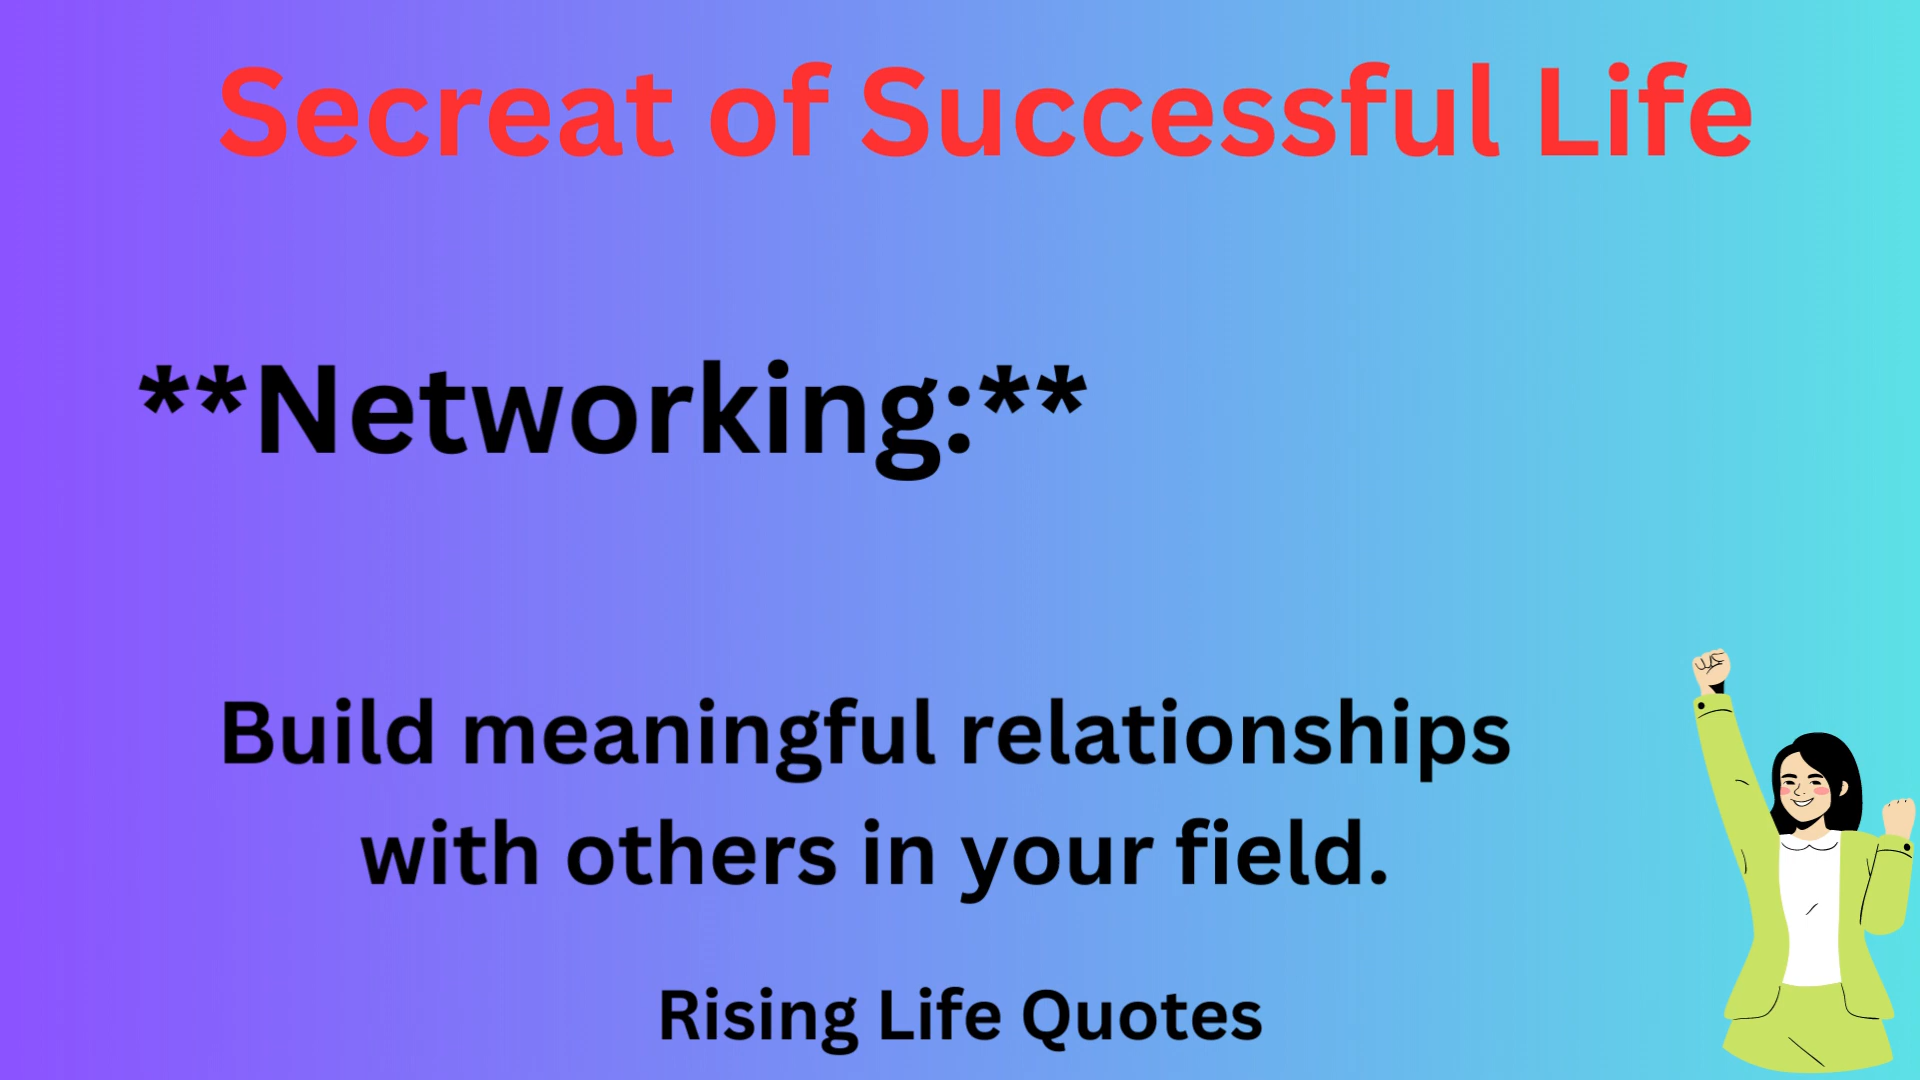 Secreat of Successful Life
**Networking:**
Build meaningful relationships
with others in your field.
Rising Life Quotes